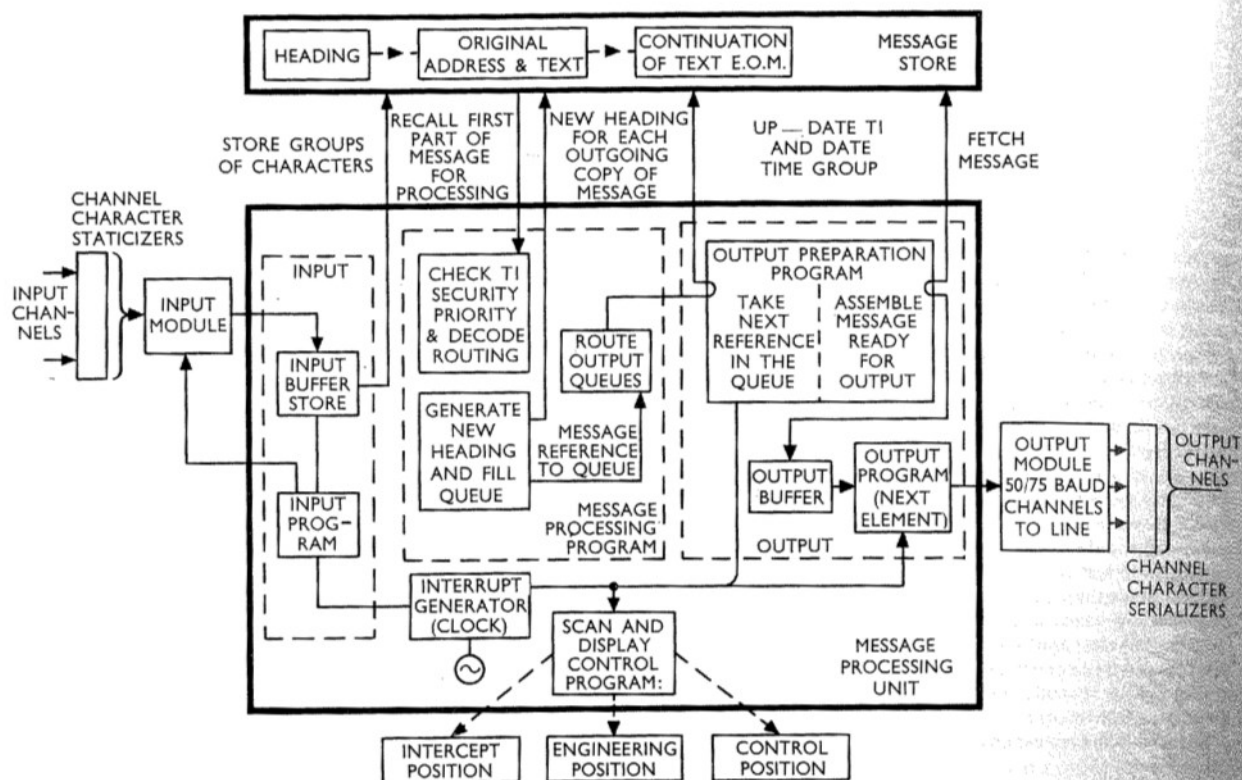 HEADING
ORIGINAL
ADDRESS & TEXT
CONTINUATION
OF TEXT E.O.M.
MESSAGE
STORE
STORE GROUPS
OF CHARACTERS
RECALL FIRST
PART OF
MESSAGE
FOR
PROCESSING
NEW HEADING
FOR EACH
OUTGOING
COPY OF
MESSAGE
UP — DATE TI
AND DATE
TIME GROUP
FETCH
MESSAGE
CHANNEL
CHARACTER
STATICIZERS
INPUT
CHAN-
NELS
INPUT
MODULE
INPUT
INPUT
BUFFER
STORE
INPUT
PROG-
RAM
CHECK TI
SECURITY
PRIORITY
& DECODE
ROUTING
GENERATE
NEW
HEADING
AND FILL
QUEUE
ROUTE
OUTPUT
QUEUES
MESSAGE
REFERENCE
TO QUEUE
MESSAGE
PROCESSING
PROGRAM
OUTPUT PREPARATION
PROGRAM
TAKE
NEXT
REFERENCE
IN THE
QUEUE
ASSEMBLE
MESSAGE
READY
FOR
OUTPUT
OUTPUT
BUFFER
OUTPUT
PROGRAM
(NEXT
ELEMENT)
OUTPUT
OUTPUT
MODULE
50/75 BAUD
CHANNELS
TO LINE
OUTPUT
CHAN-
NELS
CHANNEL
CHARACTER
SERIALIZERS
INTERRUPT
GENERATOR
(CLOCK)
SCAN AND
DISPLAY
CONTROL
PROGRAM:
MESSAGE
PROCESSING
UNIT
INTERCEPT
POSITION
ENGINEERING
POSITION
CONTROL
POSITION